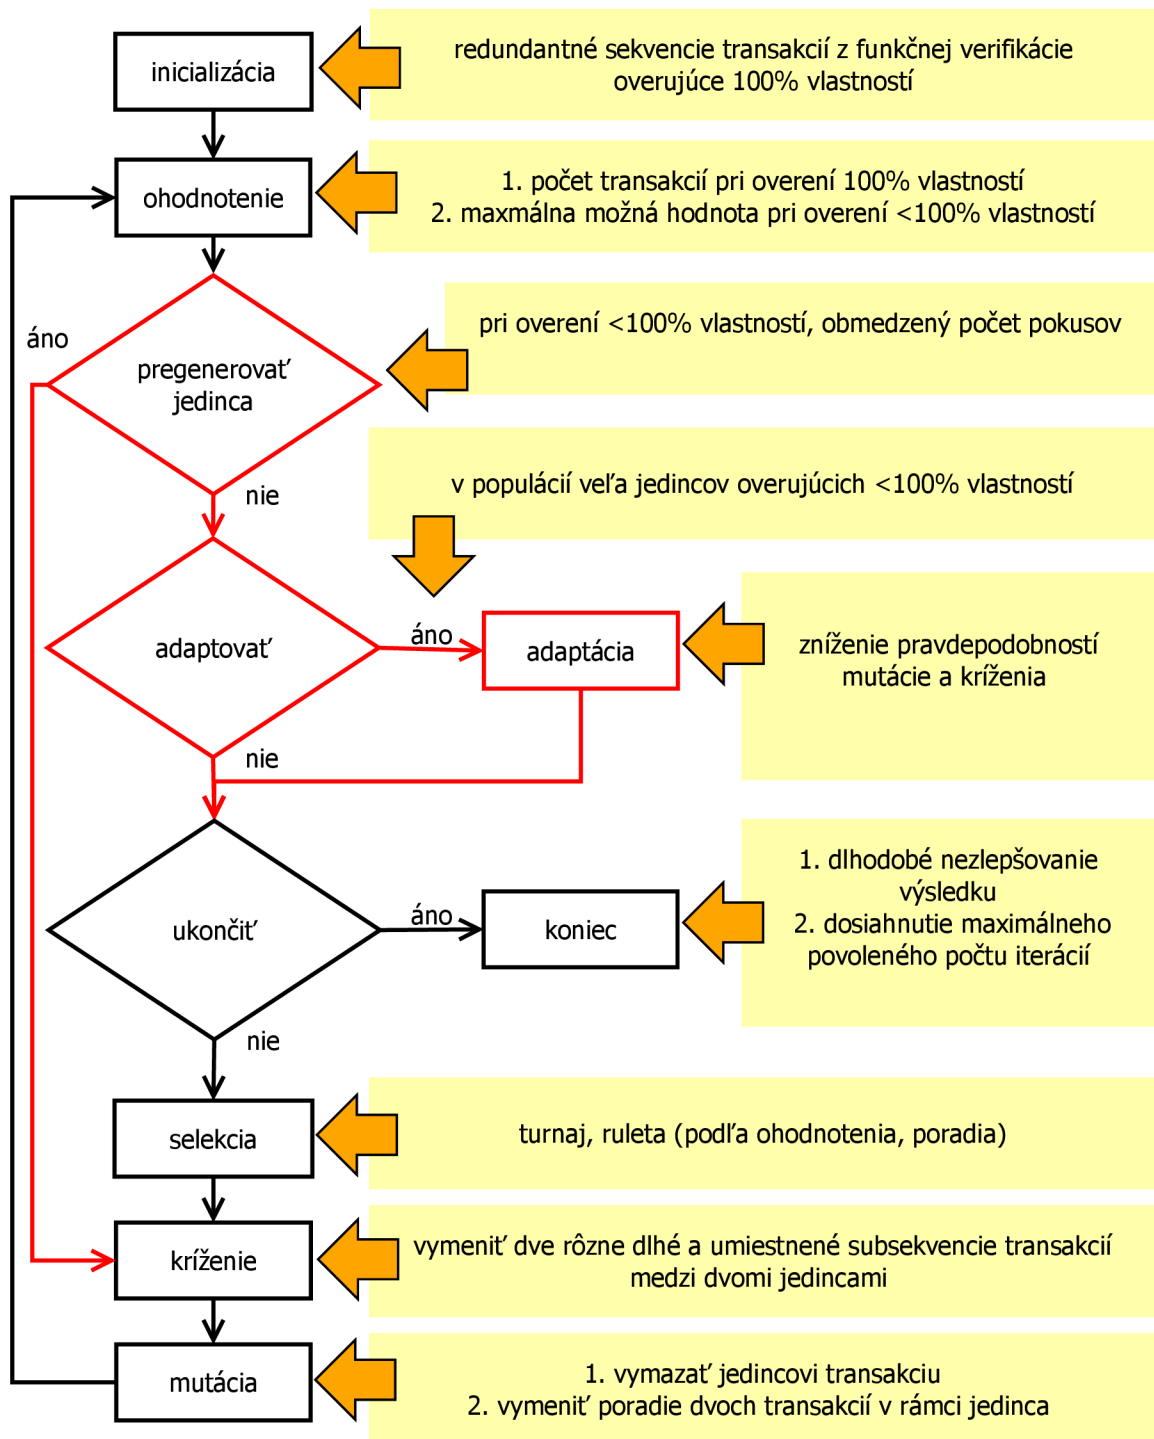 inicializácia
redundantné sekvencie transakcií z funkčnej verifikácie
overujúce 100% vlastností
ohodnotenie
1. počet transakcií pri overení 100% vlastností
2. maxmálna možná hodnota pri overení <100% vlastností
áno
pregenerovať
jedinca
pri overení <100% vlastností, obmedzený počet pokusov
nie
v populácií veľa jedincov overujúcich <100% vlastností
adaptovať
áno
adaptácia
zníženie pravdepodobností
mutácie a kríženia
nie
ukončiť
áno
koniec
1. dlhodobé nezlepšovanie
výsledku
2. dosiahnutie maximálneho
povoleného počtu iterácií
nie
selekcia
turnaj, ruleta (podľa ohodnotenia, poradia)
kríženie
vymeniť dve rôzne dlhé a umiestnené subsekvencie transakcií
medzi dvomi jedincami
mutácia
1. vymazať jedincovi transakciu
2. vymeniť poradie dvoch transakcií v rámci jedinca